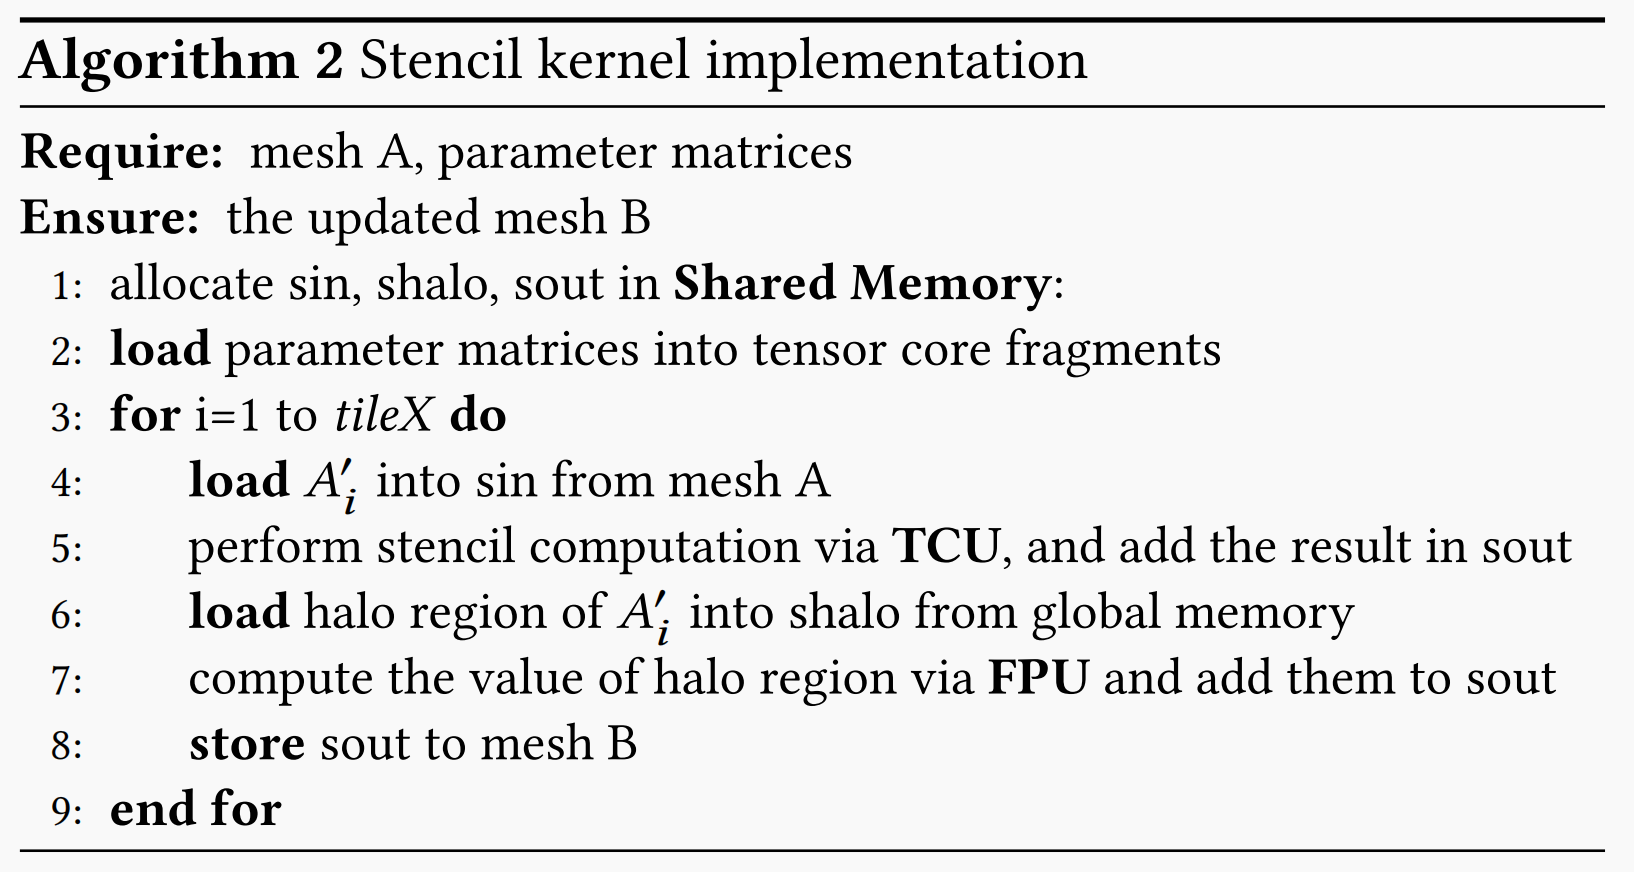 Algorithm 2 Stencil kernel implementation
Require: mesh A, parameter matrices
Ensure: the updated mesh B
1: allocate sin, shalo, sout in Shared Memory:
2: load parameter matrices into tensor core fragments
3: for i=1 to tileX do
4: load A′ᵢ into sin from mesh A
5: perform stencil computation via TCU, and add the result in sout
6: load halo region of A′ᵢ into shalo from global memory
7: compute the value of halo region via FPU and add them to sout
8: store sout to mesh B
9: end for